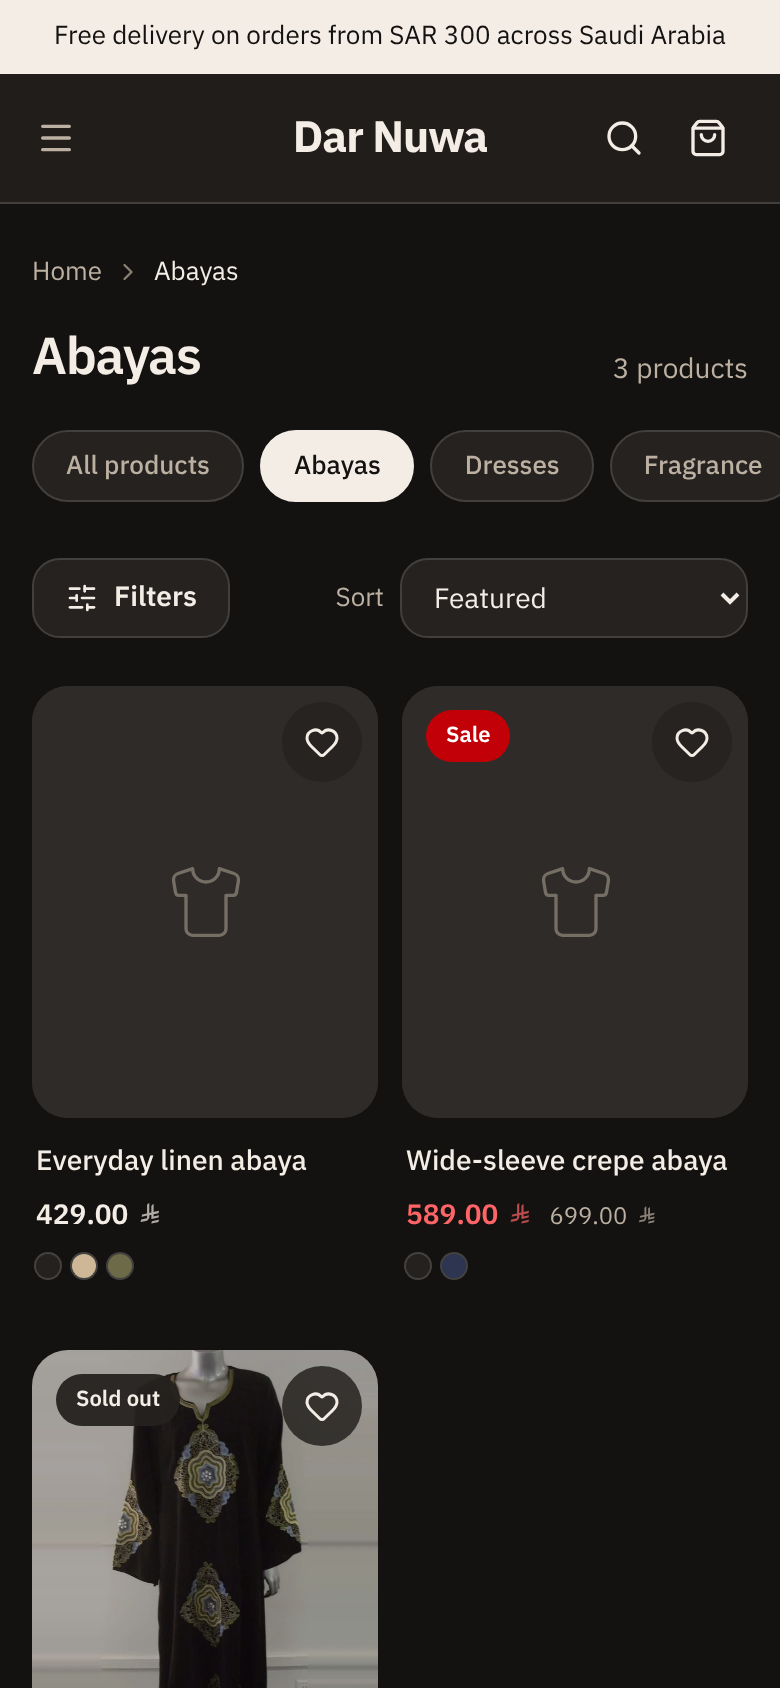 Free delivery on orders from SAR 300 across Saudi Arabia
Dar Nuwa
Home > Abayas
Abayas
3 products
All products Abayas Dresses Fragrance
Filters Sort Featured
Sale
Everyday linen abaya
429.00 ⃁
Wide-sleeve crepe abaya
589.00 ⃁ 699.00 ⃁
Sold out